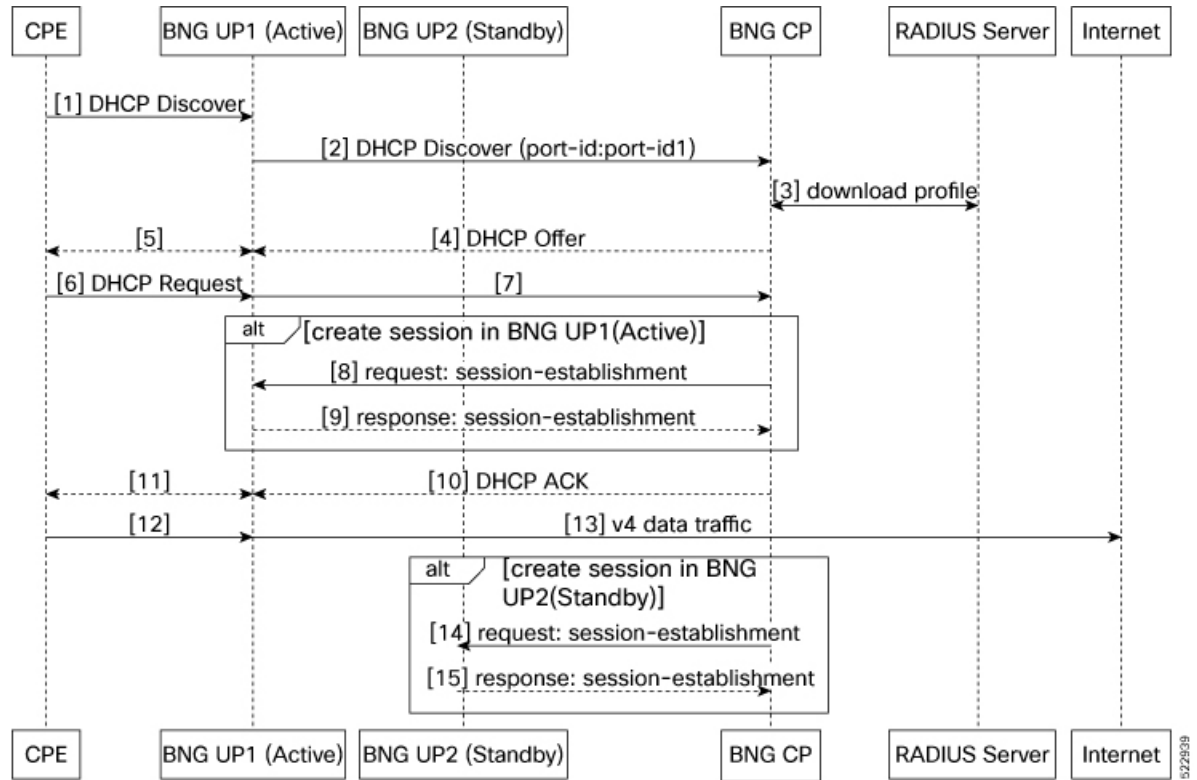 CPE
BNG UP1 (Active)
BNG UP2 (Standby)
BNG CP
RADIUS Server
Internet
[1] DHCP Discover
[2] DHCP Discover (port-id:port-id1)
[3] download profile
[5]
[4] DHCP Offer
[6] DHCP Request
[7]
alt
[create session in BNG UP1(Active)]
[8] request: session-establishment
[9] response: session-establishment
[11]
[10] DHCP ACK
[12]
[13] v4 data traffic
alt
[create session in BNG
UP2(Standby)]
[14] request: session-establishment
[15] response: session-establishment
CPE
BNG UP1 (Active)
BNG UP2 (Standby)
BNG CP
RADIUS Server
Internet
522939